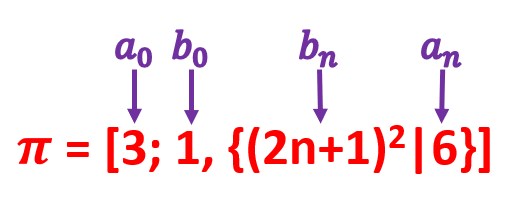 a₀ b₀ bₙ aₙ
π = [3; 1, {(2n+1)²|6}]